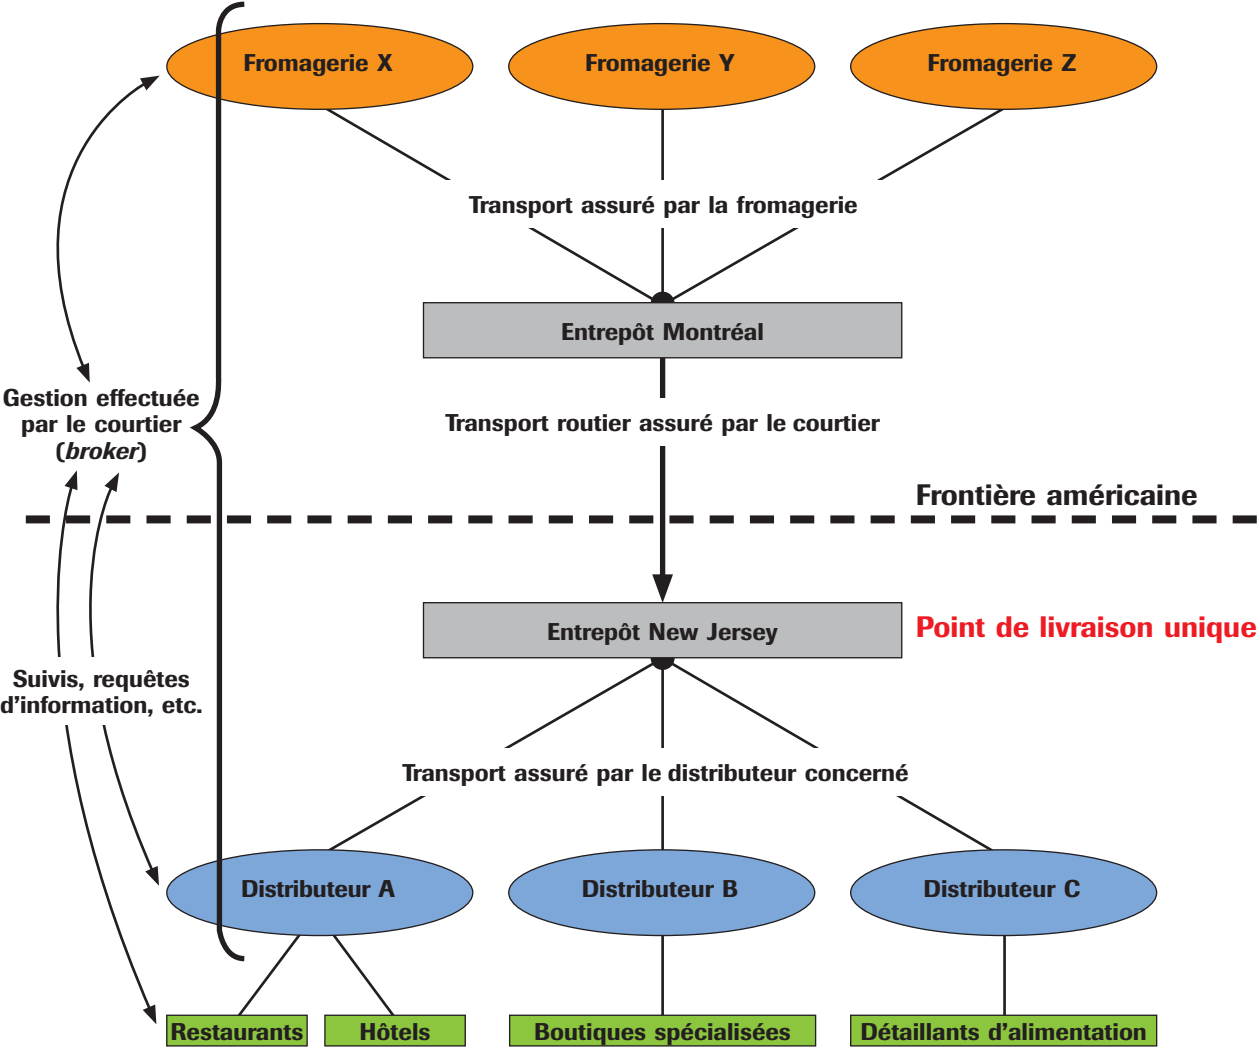 Fromagerie X
Fromagerie Y
Fromagerie Z
Transport assuré par la fromagerie
Entrepôt Montréal
Gestion effectuée
par le courtier
(broker)
Transport routier assuré par le courtier
Frontière américaine
Entrepôt New Jersey
Point de livraison unique
Suivis, requêtes
d'information, etc.
Transport assuré par le distributeur concerné
Distributeur A
Distributeur B
Distributeur C
Restaurants
Hôtels
Boutiques spécialisées
Détaillants d'alimentation